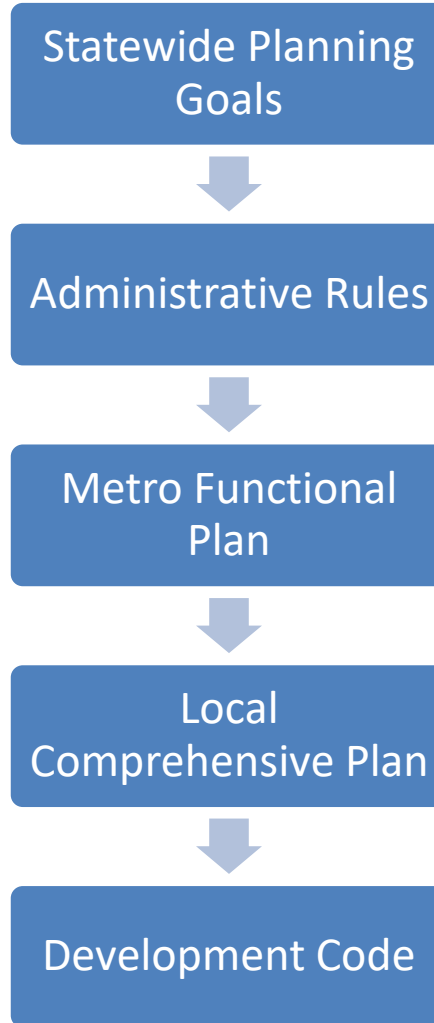 Statewide Planning
Goals
Administrative Rules
Metro Functional
Plan
Local
Comprehensive Plan
Development Code